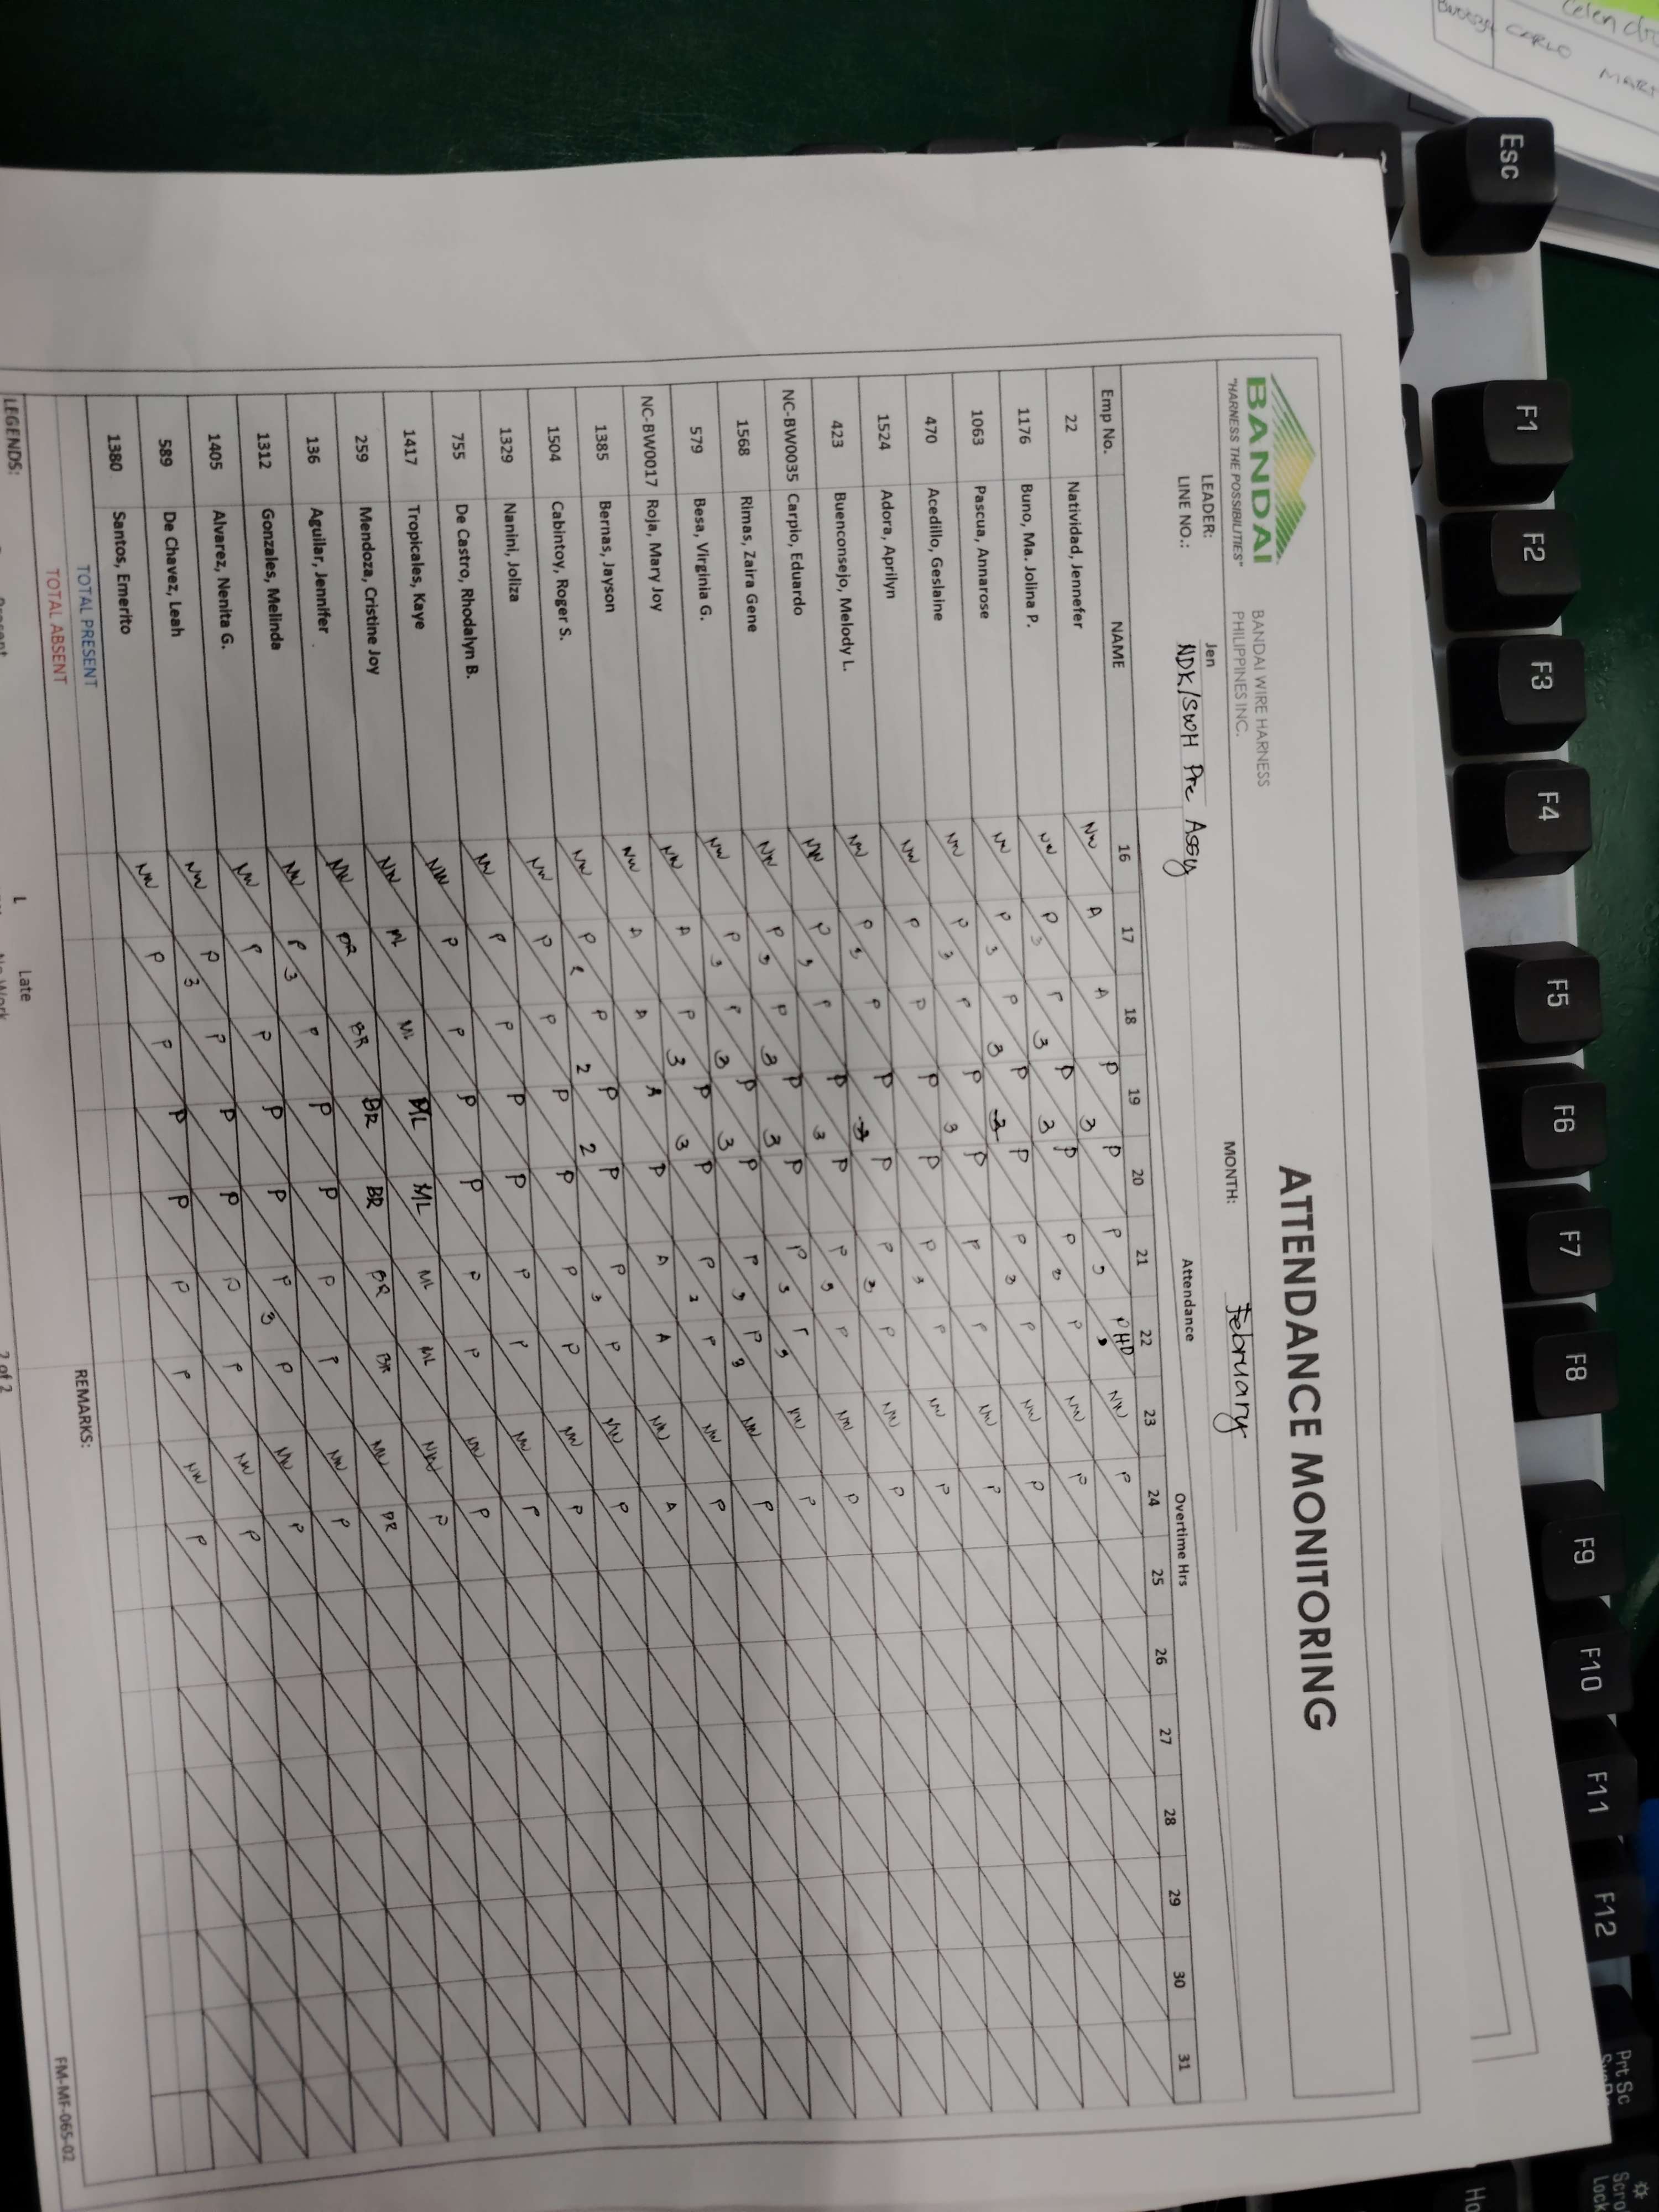 Esc F1 F2 F3 F4 F5 F6 F7 F8 F9 F10 F11 F12 Prt Sc
CARLO
BANDAI
"HARNESS THE POSSIBILITIES"
BANDAI WIRE HARNESS
PHILIPPINES INC.
ATTENDANCE MONITORING
LEADER: Jen
LINE NO.: NDK/SWH Pre Assy
MONTH: February
Attendance Overtime Hrs
Emp No. NAME 16 17 18 19 20 21 22 23 24 25 26 27 28 29 30 31
22 Natividad, Jennefer NW A A P 3 P P 3 PHD NW P
1176 Buno, Ma. Jolina P. NW P 3 P 3 P 3 P P 3 P NW P
1063 Pascua, Annarose NW P 3 P 3 P P P 3 P NW P
470 Acedillo, Geslaine NW P 3 P P 3 P P P NW P
1524 Adora, Aprilyn NW P P P P P 3 P NW P
423 Buenconsejo, Melody L. NW P 3 P P P P 3 P NW P
NC-BW0035 Carpio, Eduardo NW P 3 P P 3 P P 3 P NW P
1568 Rimas, Zaira Gene NW P 3 P 3 P 3 P P 3 P 3 NW P
579 Besa, Virginia G. NW P 3 P 3 P 3 P P 3 P 3 NW P
NC-BW0017 Roja, Mary Joy NW A P 3 P 3 P P 2 P NW P
1385 Bernas, Jayson NW A A A P A A NW A
1504 Cabintoy, Roger S. NW P 2 P 2 P 2 P P 3 P NW P
1329 Nanini, Joliza NW P P P P P P NW P
755 De Castro, Rhodalyn B. NW P P P P P P NW P
1417 Tropicales, Kaye NW P P P P P P NW P
259 Mendoza, Cristine Joy NW ML ML ML ML ML ML NW P
136 Aguilar, Jennifer NW BR BR BR BR BR BR NW BR
1312 Gonzales, Melinda NW P 3 P P P P P NW P
1405 Alvarez, Nenita G. NW P P P P P 3 P NW P
589 De Chavez, Leah NW P 3 P P P P P NW P
1380 Santos, Emerito NW P P P P P P NW P
TOTAL PRESENT
TOTAL ABSENT
REMARKS:
LEGENDS:
L Late
2 of 2
FM-MF-065-02